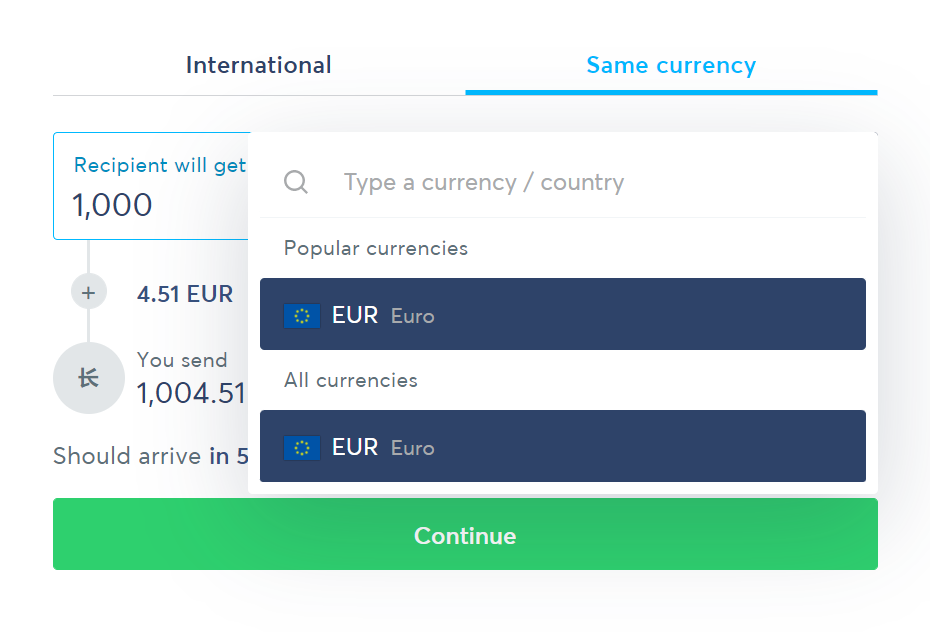 International
Same currency
Recipient will get
1,000
Type a currency / country
Popular currencies
EUR Euro
+
4.51 EUR
All currencies
You send
1,004.51
EUR Euro
Should arrive in 5
Continue